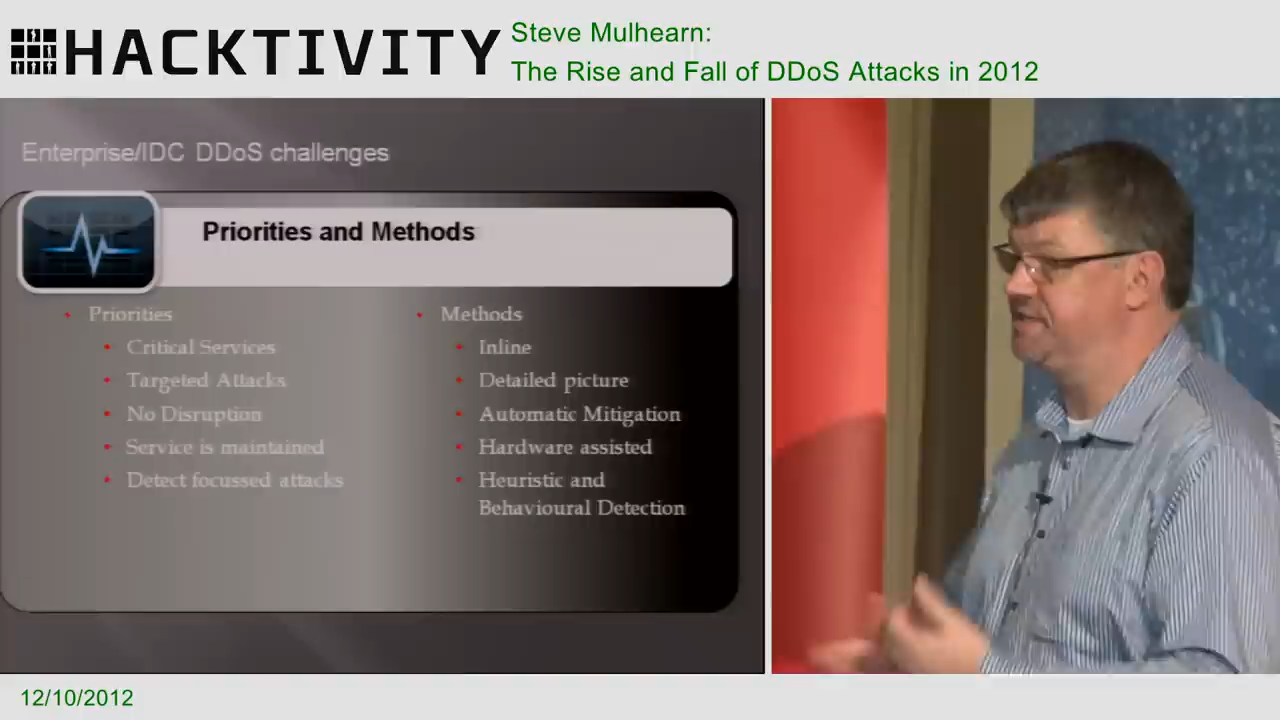 HACKTIVITY
Steve Mulhearn:
The Rise and Fall of DDoS Attacks in 2012
Enterprise/IDC DDoS challenges
Priorities and Methods
Priorities
Critical Services
Targeted Attacks
No Disruption
Service is maintained
Detect focussed attacks
Methods
Inline
Detailed picture
Automatic Mitigation
Hardware assisted
Heuristic and
Behavioural Detection
12/10/2012